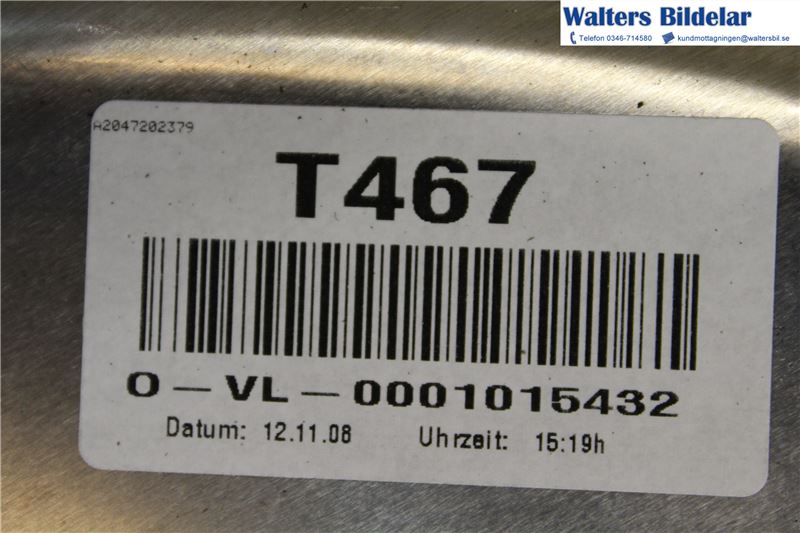 Walters Bildelar
Telefon 0346-714580 kundmottagningen@waltersbil.se
A2047202379
T467
O-VL-0001015432
Datum: 12.11.08 Uhrzeit: 15:19h